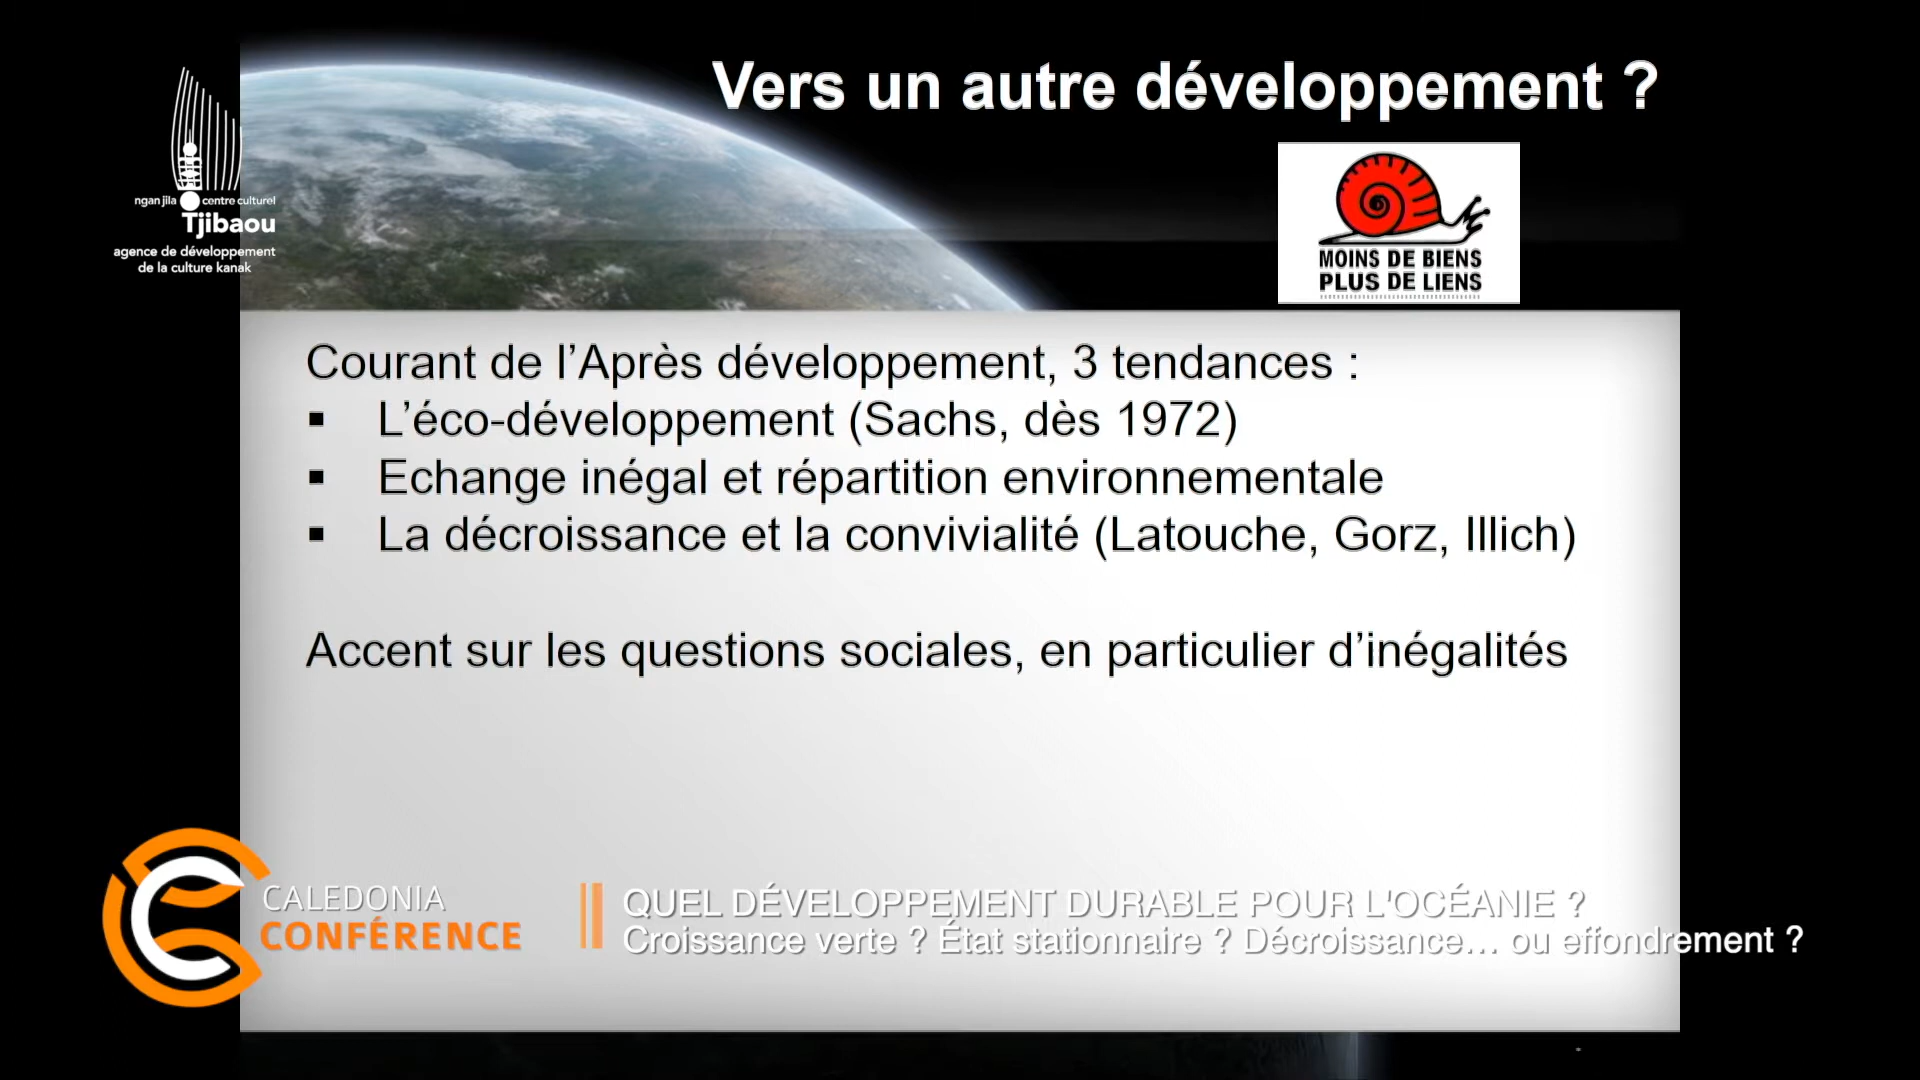 Vers un autre développement ?
ngan jila centre culturel
Tjibaou
agence de développement
de la culture kanak
MOINS DE BIENS
PLUS DE LIENS
Courant de l’Après développement, 3 tendances :
▪ L’éco-développement (Sachs, dès 1972)
▪ Echange inégal et répartition environnementale
▪ La décroissance et la convivialité (Latouche, Gorz, Illich)
Accent sur les questions sociales, en particulier d’inégalités
CALEDONIA
CONFÉRENCE
QUEL DÉVELOPPEMENT DURABLE POUR L'OCÉANIE ?
Croissance verte ? État stationnaire ? Décroissance... ou effondrement ?